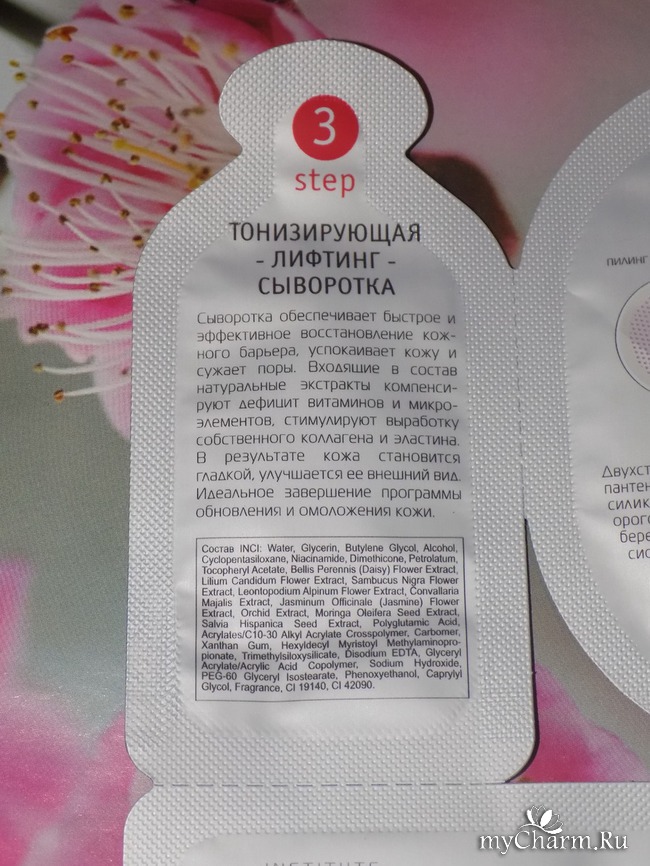 3
step
ТОНИЗИРУЮЩАЯ
- ЛИФТИНГ -
СЫВОРОТКА
Сыворотка обеспечивает быстрое и
эффективное восстановление кож-
ного барьера, успокаивает кожу и
сужает поры. Входящие в состав
натуральные экстракты компенси-
руют дефицит витаминов и микро-
элементов, стимулируют выработку
собственного коллагена и эластина.
В результате кожа становится
гладкой, улучшается ее внешний вид.
Идеальное завершение программы
обновления и омоложения кожи.
Состав INCI: Water, Glycerin, Butylene Glycol, Alcohol,
Cyclopentasiloxane, Niacinamide, Dimethicone, Petrolatum,
Tocopheryl Acetate, Bellis Perennis (Daisy) Flower Extract,
Lilium Candidum Flower Extract, Sambucus Nigra Flower
Extract, Leontopodium Alpinum Flower Extract, Convallaria
Majalis Extract, Jasminum Officinale (Jasmine) Flower
Extract, Orchid Extract, Moringa Oleifera Seed Extract,
Salvia Hispanica Seed Extract, Polyglutamic Acid,
Acrylates/C10-30 Alkyl Acrylate Crosspolymer, Carbomer,
Xanthan Gum, Hexyldecyl Myristoyl Methylaminoprop-
pionate, Trimethylsiloxysilicate, Disodium EDTA, Glyceryl
Acrylate/Acrylic Acid Copolymer, Sodium Hydroxide,
PEG-60 Glyceryl Isostearate, Phenoxyethanol, Caprylyl
Glycol, Fragrance, CI 19140, CI 42090.
ПИЛИНГ
Двухст
пантен
силик
орого
бере
сис
INSTITUTE
myCharm.Ru